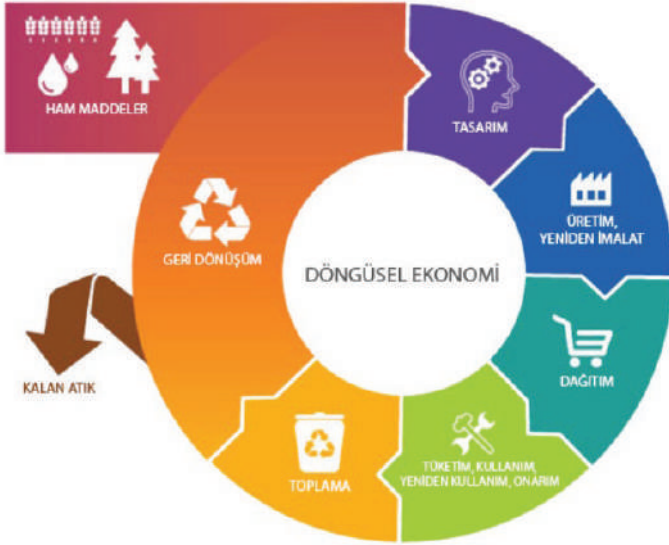 HAM MADDELER
TASARIM
ÜRETİM,
YENİDEN İMALAT
GERİ DÖNÜŞÜM
DÖNGÜSEL EKONOMİ
DAĞITIM
KALAN ATIK
TÜKETİM, KULLANIM,
YENİDEN KULLANIM, ONARIM
TOPLAMA